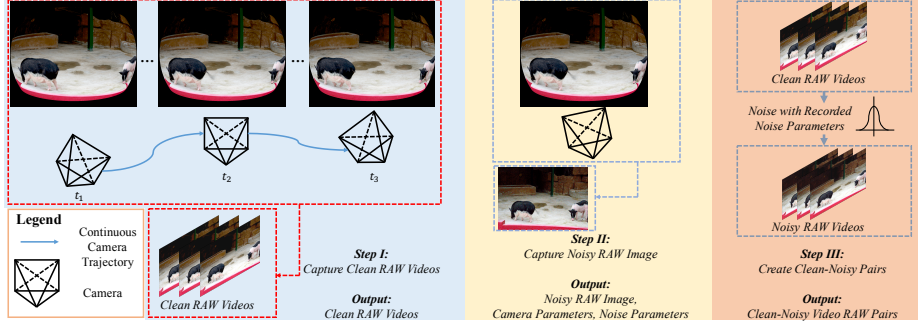 ...
...
t1
t2
t3
Legend
Continuous
Camera
Trajectory
Camera
Clean RAW Videos
Step I:
Capture Clean RAW Videos
Output:
Clean RAW Videos
Step II:
Capture Noisy RAW Image
Output:
Noisy RAW Image,
Camera Parameters, Noise Parameters
Clean RAW Videos
Noise with Recorded
Noise Parameters
Noisy RAW Videos
Step III:
Create Clean-Noisy Pairs
Output:
Clean-Noisy Video RAW Pairs